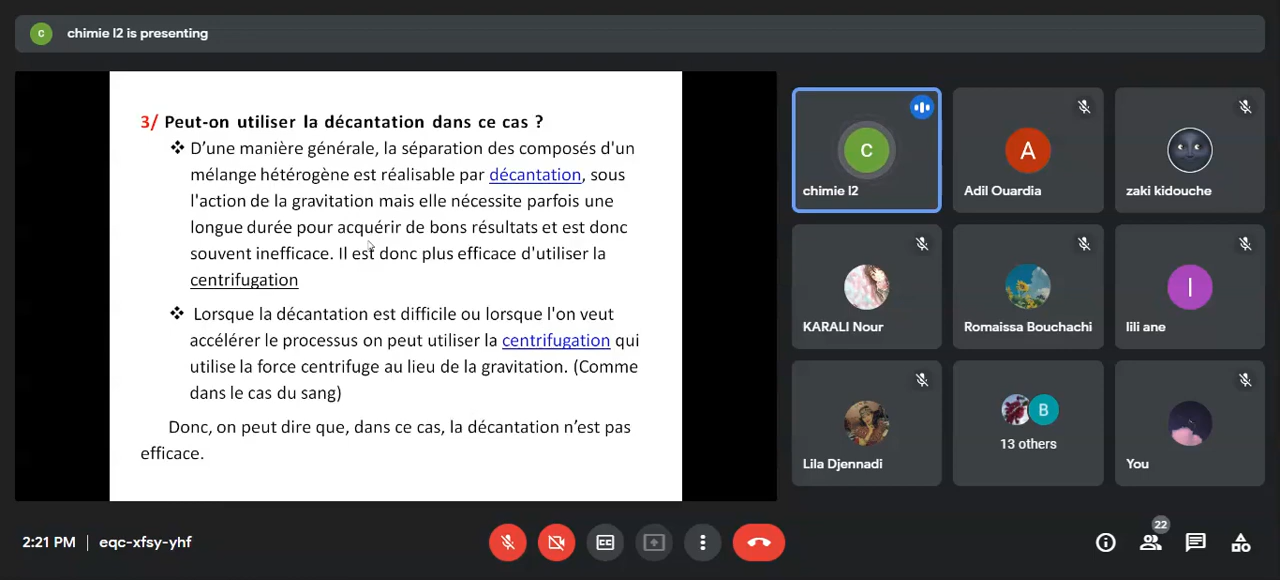 C
chimie l2 is presenting
3/ Peut-on utiliser la décantation dans ce cas ?
❖ D'une manière générale, la séparation des composés d'un
mélange hétérogène est réalisable par décantation, sous
l'action de la gravitation mais elle nécessite parfois une
longue durée pour acquérir de bons résultats et est donc
souvent inefficace. Il est donc plus efficace d'utiliser la
centrifugation
❖ Lorsque la décantation est difficile ou lorsque l'on veut
accélérer le processus on peut utiliser la centrifugation qui
utilise la force centrifuge au lieu de la gravitation. (Comme
dans le cas du sang)
Donc, on peut dire que, dans ce cas, la décantation n'est pas
efficace.
C
chimie l2
A
Adil Ouardia
zaki kidouche
KARALI Nour
Romaissa Bouchachi
I
lili ane
Lila Djennadi
B
13 others
You
2:21 PM | eqc-xfsy-yhf
CC
22